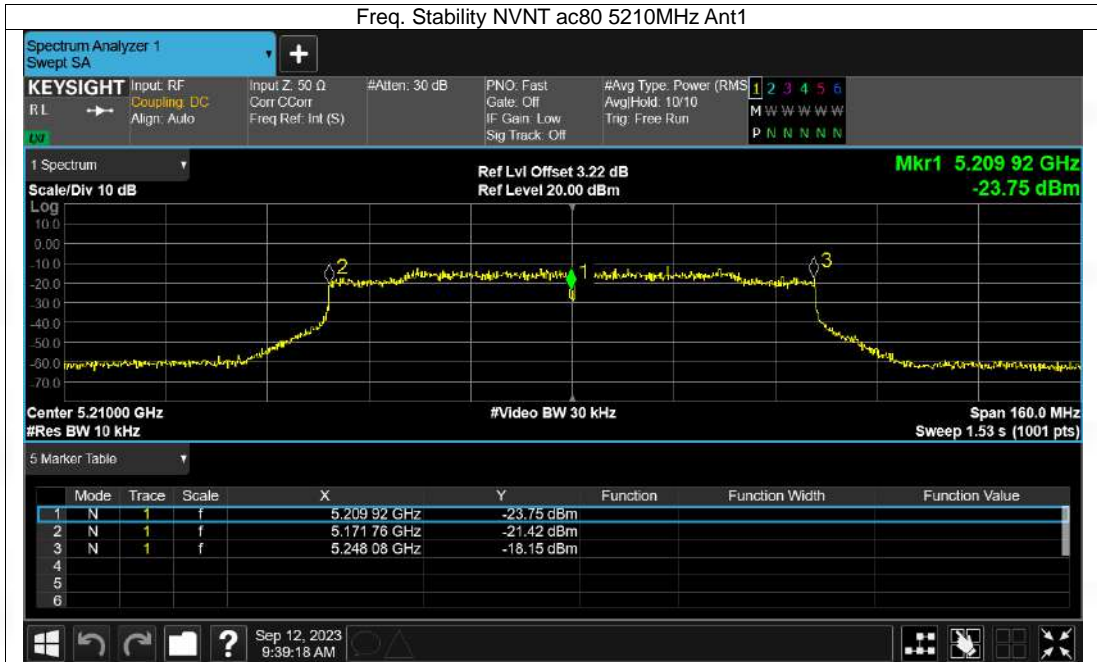 Freq. Stability NVNT ac80 5210MHz Ant1
Spectrum Analyzer 1
Swept SA
+
KEYSIGHT
RL
LXI
Input: RF
Coupling: DC
Align: Auto
Input Z: 50 Ω
Corr CCorr
Freq Ref: Int (S)
#Atten: 30 dB
PNO: Fast
Gate: Off
IF Gain: Low
Sig Track: Off
#Avg Type: Power (RMS
Avg|Hold: 10/10
Trig: Free Run
1 2 3 4 5 6
M W W W W W
P N N N N N
1 Spectrum
Scale/Div 10 dB
Ref Lvl Offset 3.22 dB
Ref Level 20.00 dBm
Mkr1 5.209 92 GHz
-23.75 dBm
Log
10.0
0.00
-10.0
-20.0
-30.0
-40.0
-50.0
-60.0
-70.0
2
1
3
Center 5.21000 GHz
#Res BW 10 kHz
#Video BW 30 kHz
Span 160.0 MHz
Sweep 1.53 s (1001 pts)
5 Marker Table
Mode Trace Scale X Y Function Function Width Function Value
1 N 1 f 5.209 92 GHz -23.75 dBm
2 N 1 f 5.171 76 GHz -21.42 dBm
3 N 1 f 5.248 08 GHz -18.15 dBm
4
5
6
?
Sep 12, 2023
9:39:18 AM